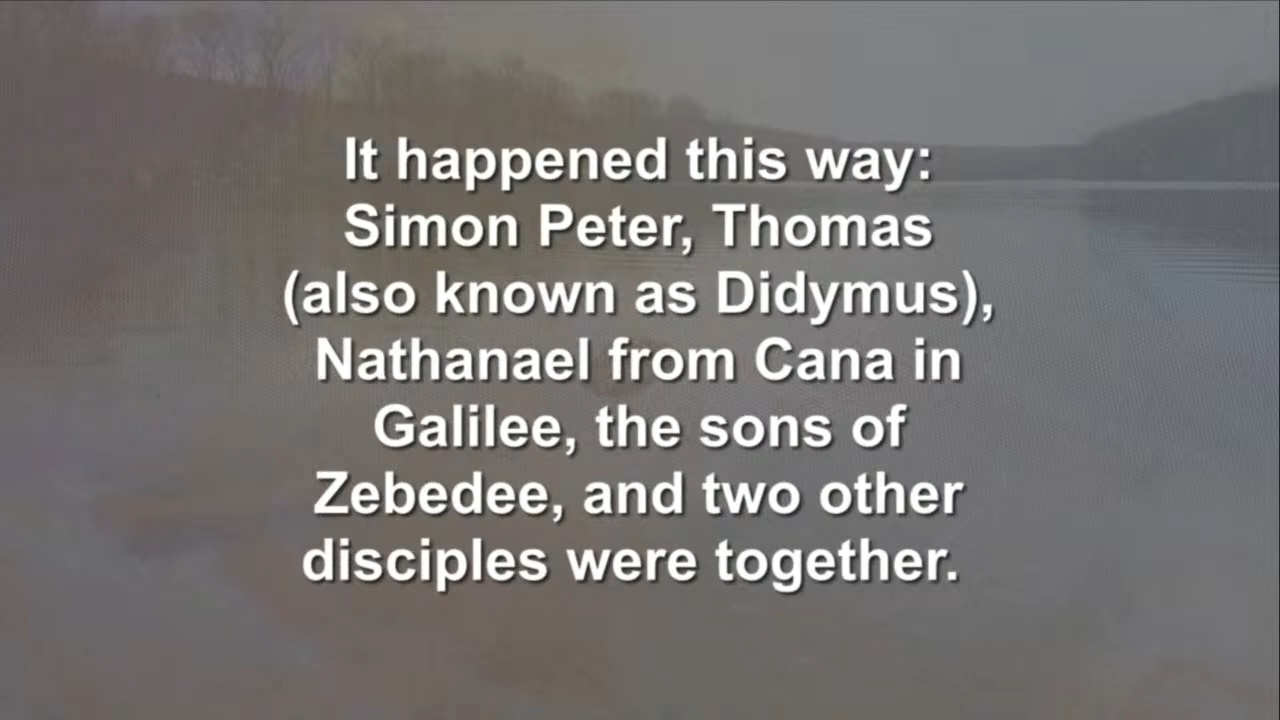 It happened this way:
Simon Peter, Thomas
(also known as Didymus),
Nathanael from Cana in
Galilee, the sons of
Zebedee, and two other
disciples were together.